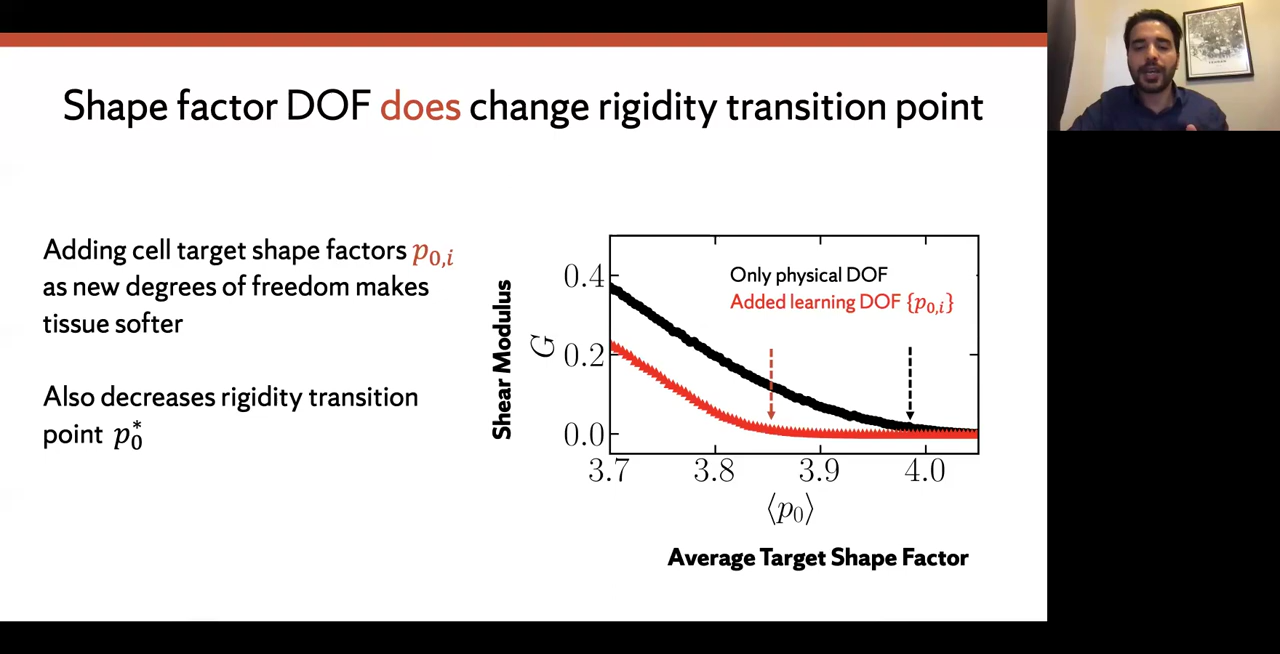 Shape factor DOF does change rigidity transition point
Adding cell target shape factors p₀,ᵢ
as new degrees of freedom makes
tissue softer
Also decreases rigidity transition
point p₀*
Shear Modulus
G
0.4
0.2
0.0
Only physical DOF
Added learning DOF {p₀,ᵢ}
3.7 3.8 3.9 4.0
⟨p₀⟩
Average Target Shape Factor